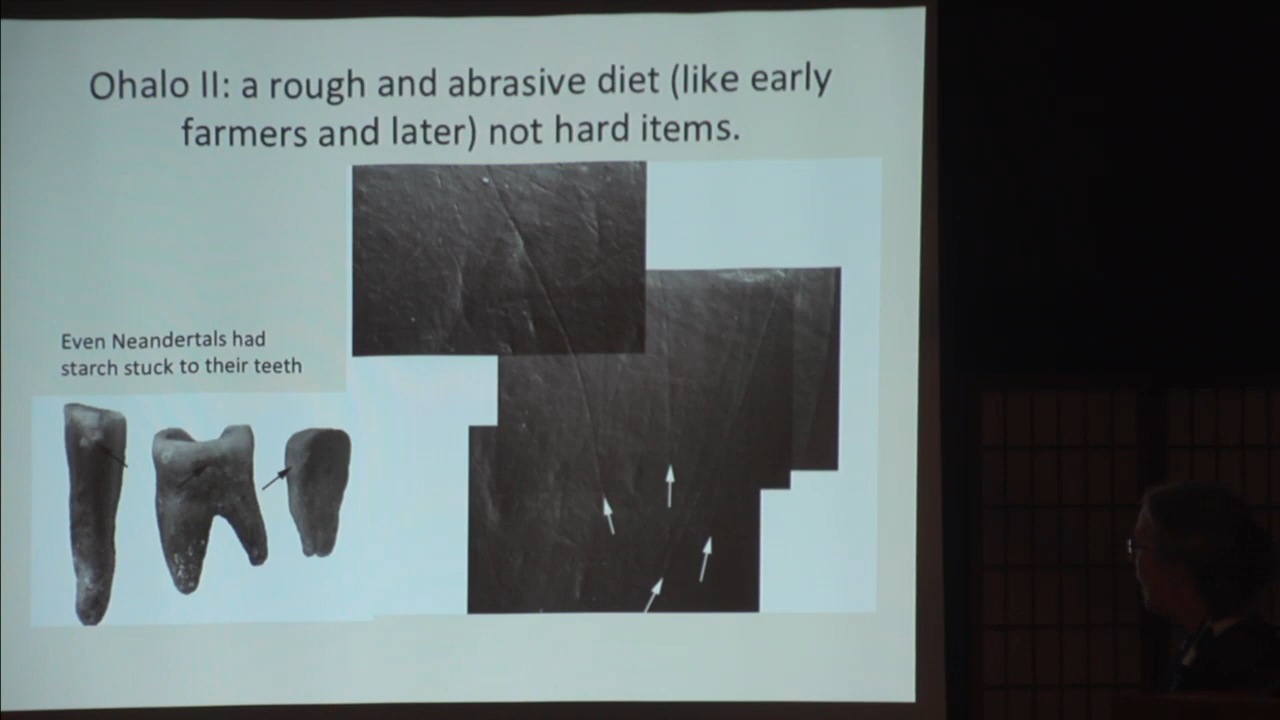 Ohalo II: a rough and abrasive diet (like early
farmers and later) not hard items.
Even Neandertals had
starch stuck to their teeth